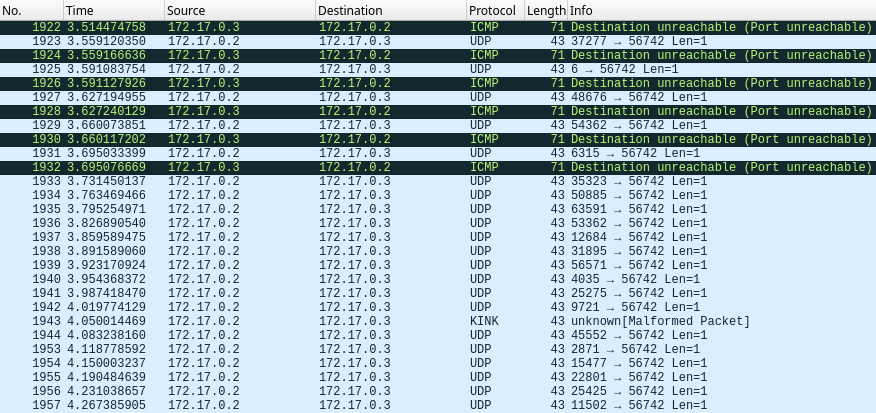 No. Time Source Destination Protocol Length Info
1922 3.514474758 172.17.0.3 172.17.0.2 ICMP 71 Destination unreachable (Port unreachable)
1923 3.559120350 172.17.0.2 172.17.0.3 UDP 43 37277 → 56742 Len=1
1924 3.559166636 172.17.0.3 172.17.0.2 ICMP 71 Destination unreachable (Port unreachable)
1925 3.591083754 172.17.0.2 172.17.0.3 UDP 43 6 → 56742 Len=1
1926 3.591127926 172.17.0.3 172.17.0.2 ICMP 71 Destination unreachable (Port unreachable)
1927 3.627194955 172.17.0.2 172.17.0.3 UDP 43 48676 → 56742 Len=1
1928 3.627240129 172.17.0.3 172.17.0.2 ICMP 71 Destination unreachable (Port unreachable)
1929 3.660073851 172.17.0.2 172.17.0.3 UDP 43 54362 → 56742 Len=1
1930 3.660117202 172.17.0.3 172.17.0.2 ICMP 71 Destination unreachable (Port unreachable)
1931 3.695033399 172.17.0.2 172.17.0.3 UDP 43 6315 → 56742 Len=1
1932 3.695076669 172.17.0.3 172.17.0.2 ICMP 71 Destination unreachable (Port unreachable)
1933 3.731450137 172.17.0.2 172.17.0.3 UDP 43 35323 → 56742 Len=1
1934 3.763469466 172.17.0.2 172.17.0.3 UDP 43 50885 → 56742 Len=1
1935 3.795254971 172.17.0.2 172.17.0.3 UDP 43 63591 → 56742 Len=1
1936 3.826890540 172.17.0.2 172.17.0.3 UDP 43 53362 → 56742 Len=1
1937 3.859589475 172.17.0.2 172.17.0.3 UDP 43 12684 → 56742 Len=1
1938 3.891589060 172.17.0.2 172.17.0.3 UDP 43 31895 → 56742 Len=1
1939 3.923170924 172.17.0.2 172.17.0.3 UDP 43 56571 → 56742 Len=1
1940 3.954368372 172.17.0.2 172.17.0.3 UDP 43 4035 → 56742 Len=1
1941 3.987418470 172.17.0.2 172.17.0.3 UDP 43 25275 → 56742 Len=1
1942 4.019774129 172.17.0.2 172.17.0.3 UDP 43 9721 → 56742 Len=1
1943 4.050014469 172.17.0.2 172.17.0.3 KINK 43 unknown[Malformed Packet]
1944 4.083238160 172.17.0.2 172.17.0.3 UDP 43 45552 → 56742 Len=1
1953 4.118778592 172.17.0.2 172.17.0.3 UDP 43 2871 → 56742 Len=1
1954 4.150003237 172.17.0.2 172.17.0.3 UDP 43 15477 → 56742 Len=1
1955 4.190484639 172.17.0.2 172.17.0.3 UDP 43 22801 → 56742 Len=1
1956 4.231038657 172.17.0.2 172.17.0.3 UDP 43 25425 → 56742 Len=1
1957 4.267385905 172.17.0.2 172.17.0.3 UDP 43 11502 → 56742 Len=1